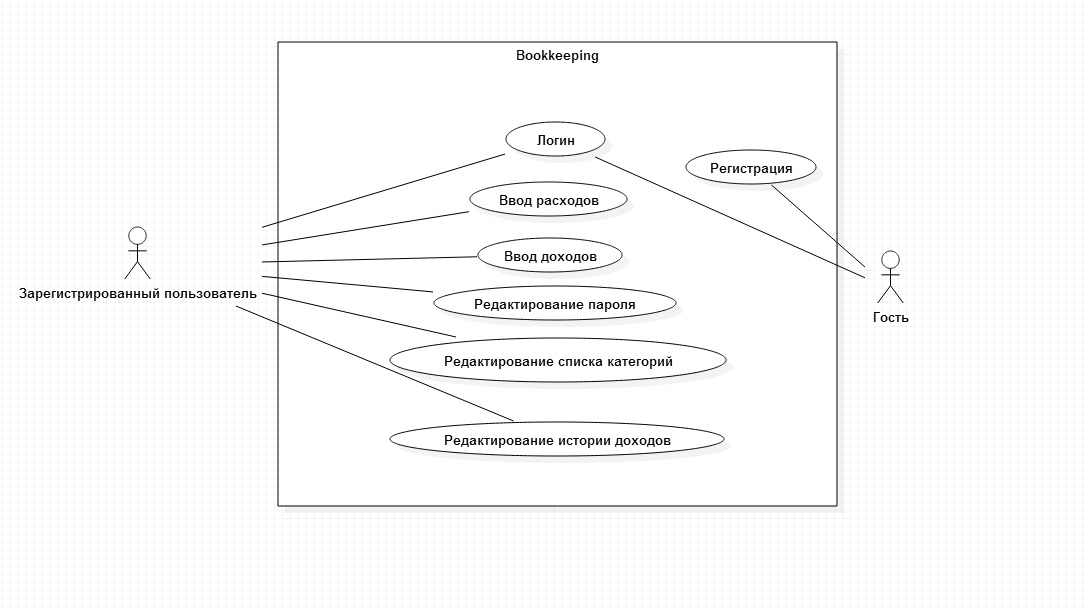 Bookkeeping
Логин
Регистрация
Ввод расходов
Ввод доходов
Зарегистрированный пользователь
Редактирование пароля
Гость
Редактирование списка категорий
Редактирование истории доходов